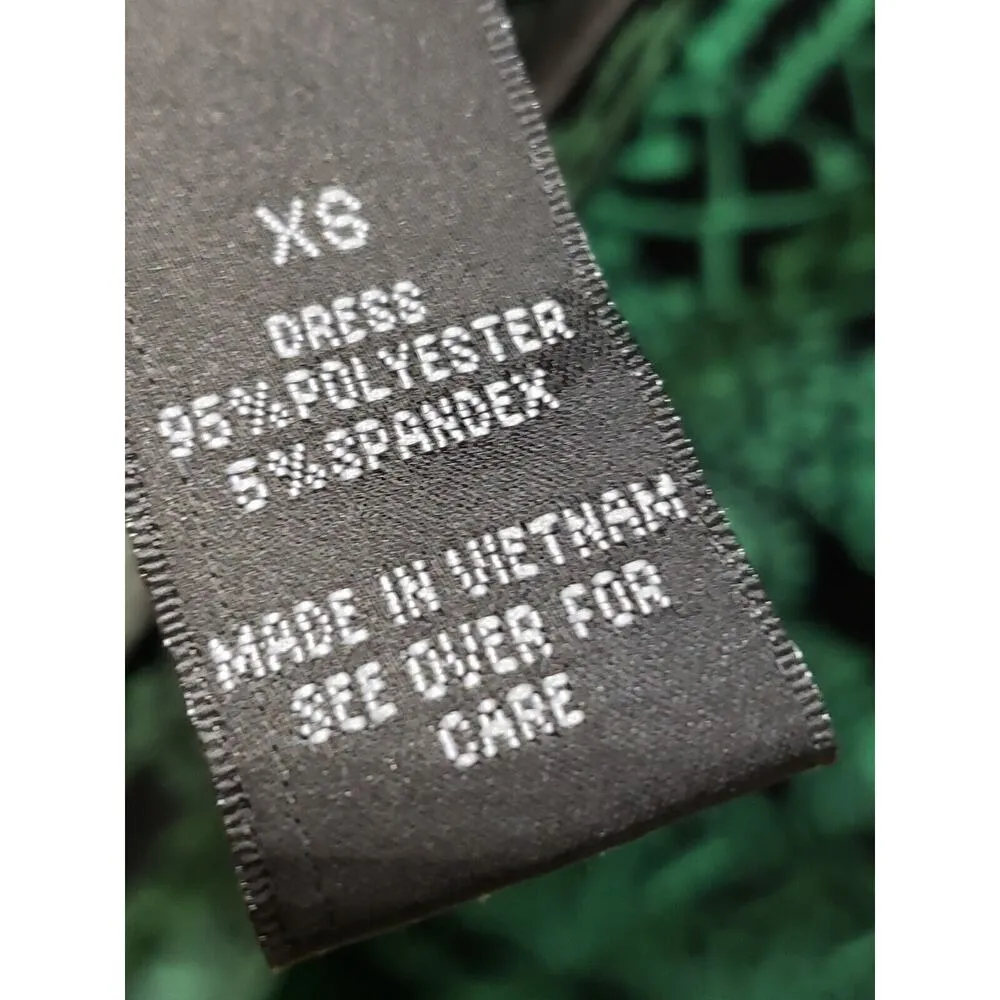 XS
DRESS
95%POLYESTER
5%SPANDEX
MADE IN VIETNAM
SEE OVER FOR
CARE